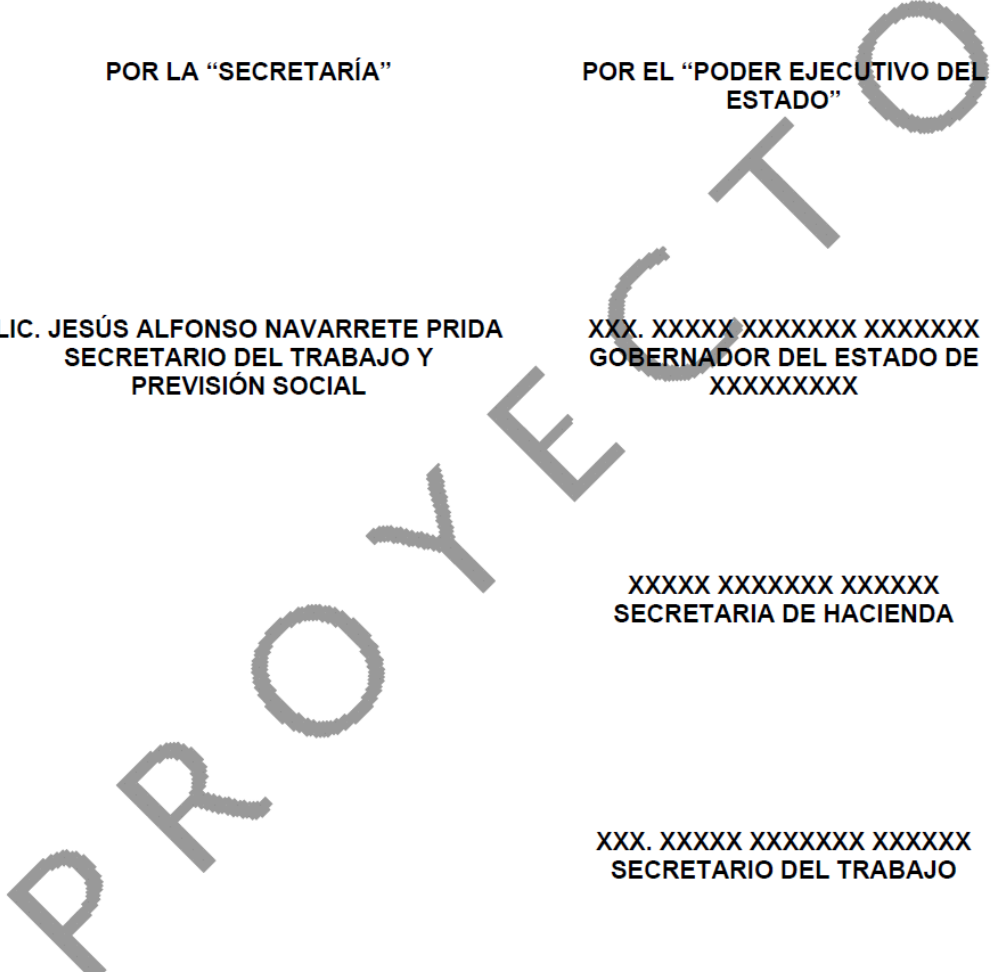 POR LA “SECRETARÍA”
POR EL “PODER EJECUTIVO DEL
ESTADO”
LIC. JESÚS ALFONSO NAVARRETE PRIDA
SECRETARIO DEL TRABAJO Y
PREVISIÓN SOCIAL
XXX. XXXXX XXXXXXX XXXXXXX
GOBERNADOR DEL ESTADO DE
XXXXXXXXX
XXXXX XXXXXXX XXXXXX
SECRETARIA DE HACIENDA
XXX. XXXXX XXXXXXX XXXXXX
SECRETARIO DEL TRABAJO
PROYECTO